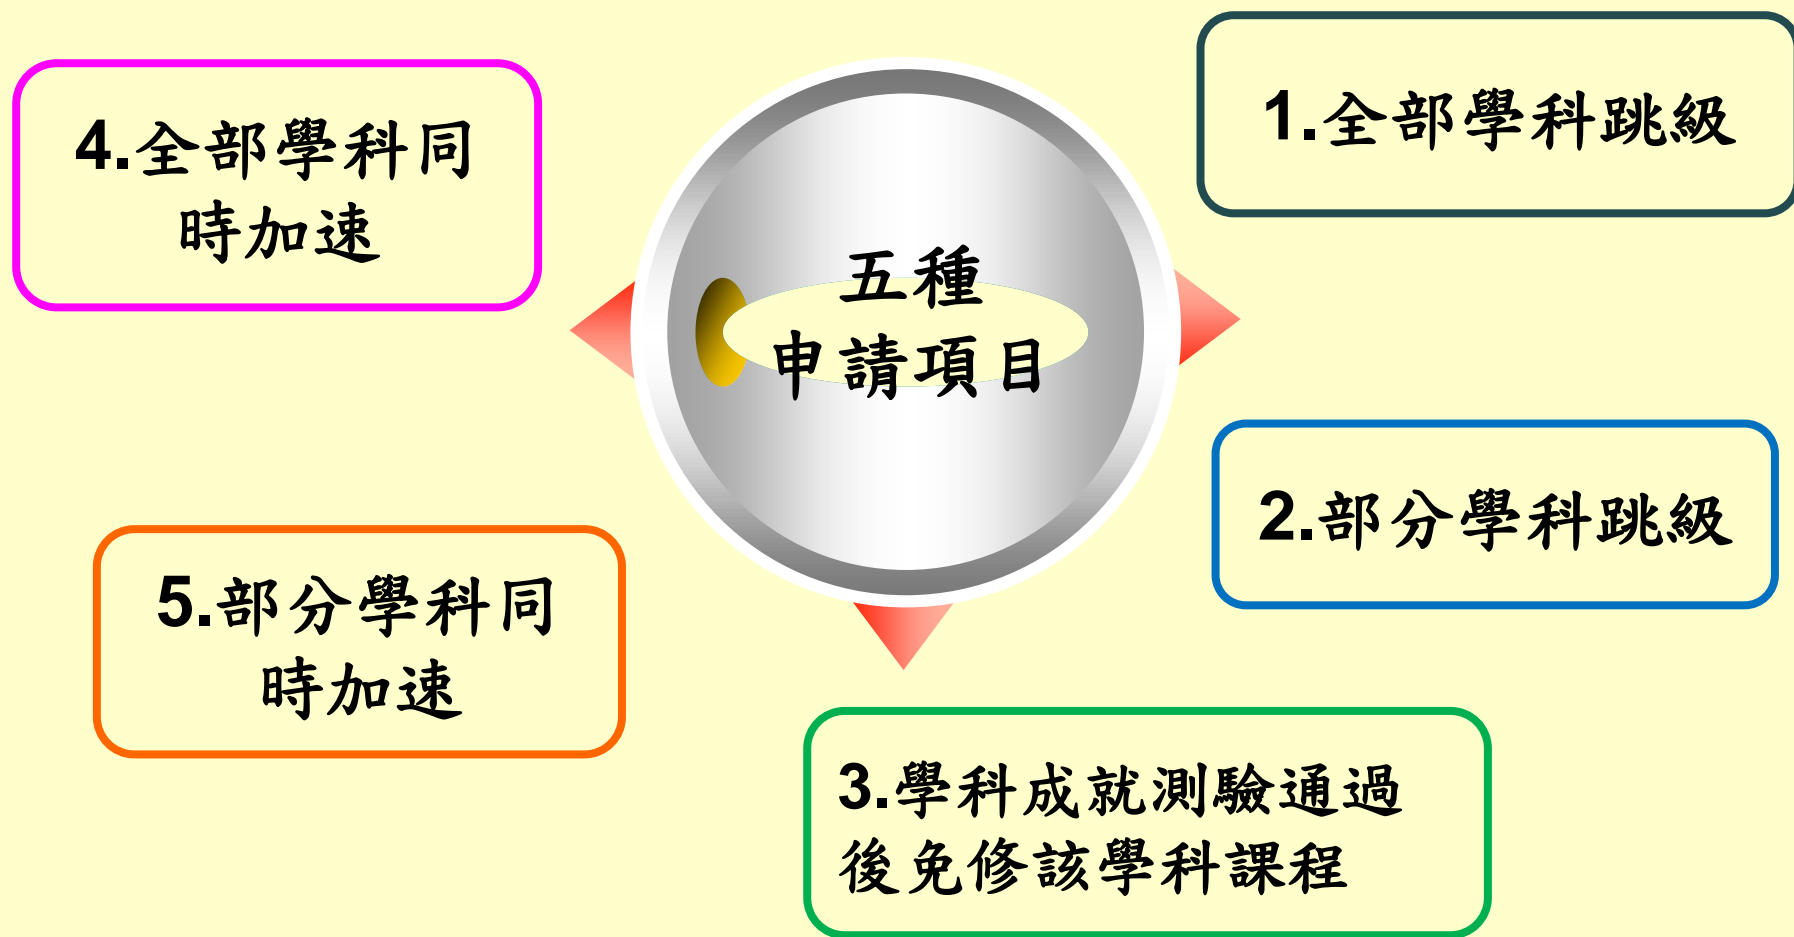 五種
申請項目
1.全部學科跳級
2.部分學科跳級
3.學科成就測驗通過
後免修該學科課程
4.全部學科同
時加速
5.部分學科同
時加速